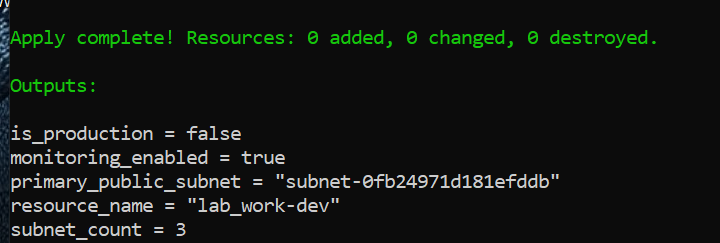 Apply complete! Resources: 0 added, 0 changed, 0 destroyed.
Outputs:
is_production = false
monitoring_enabled = true
primary_public_subnet = "subnet-0fb24971d181efddb"
resource_name = "lab_work-dev"
subnet_count = 3